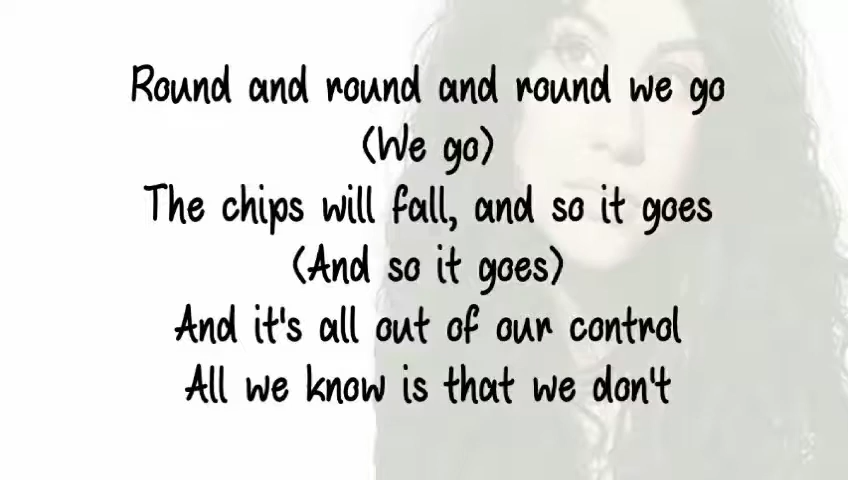 Round and round and round we go
(We go)
The chips will fall, and so it goes
(And so it goes)
And it's all out of our control
All we know is that we don't